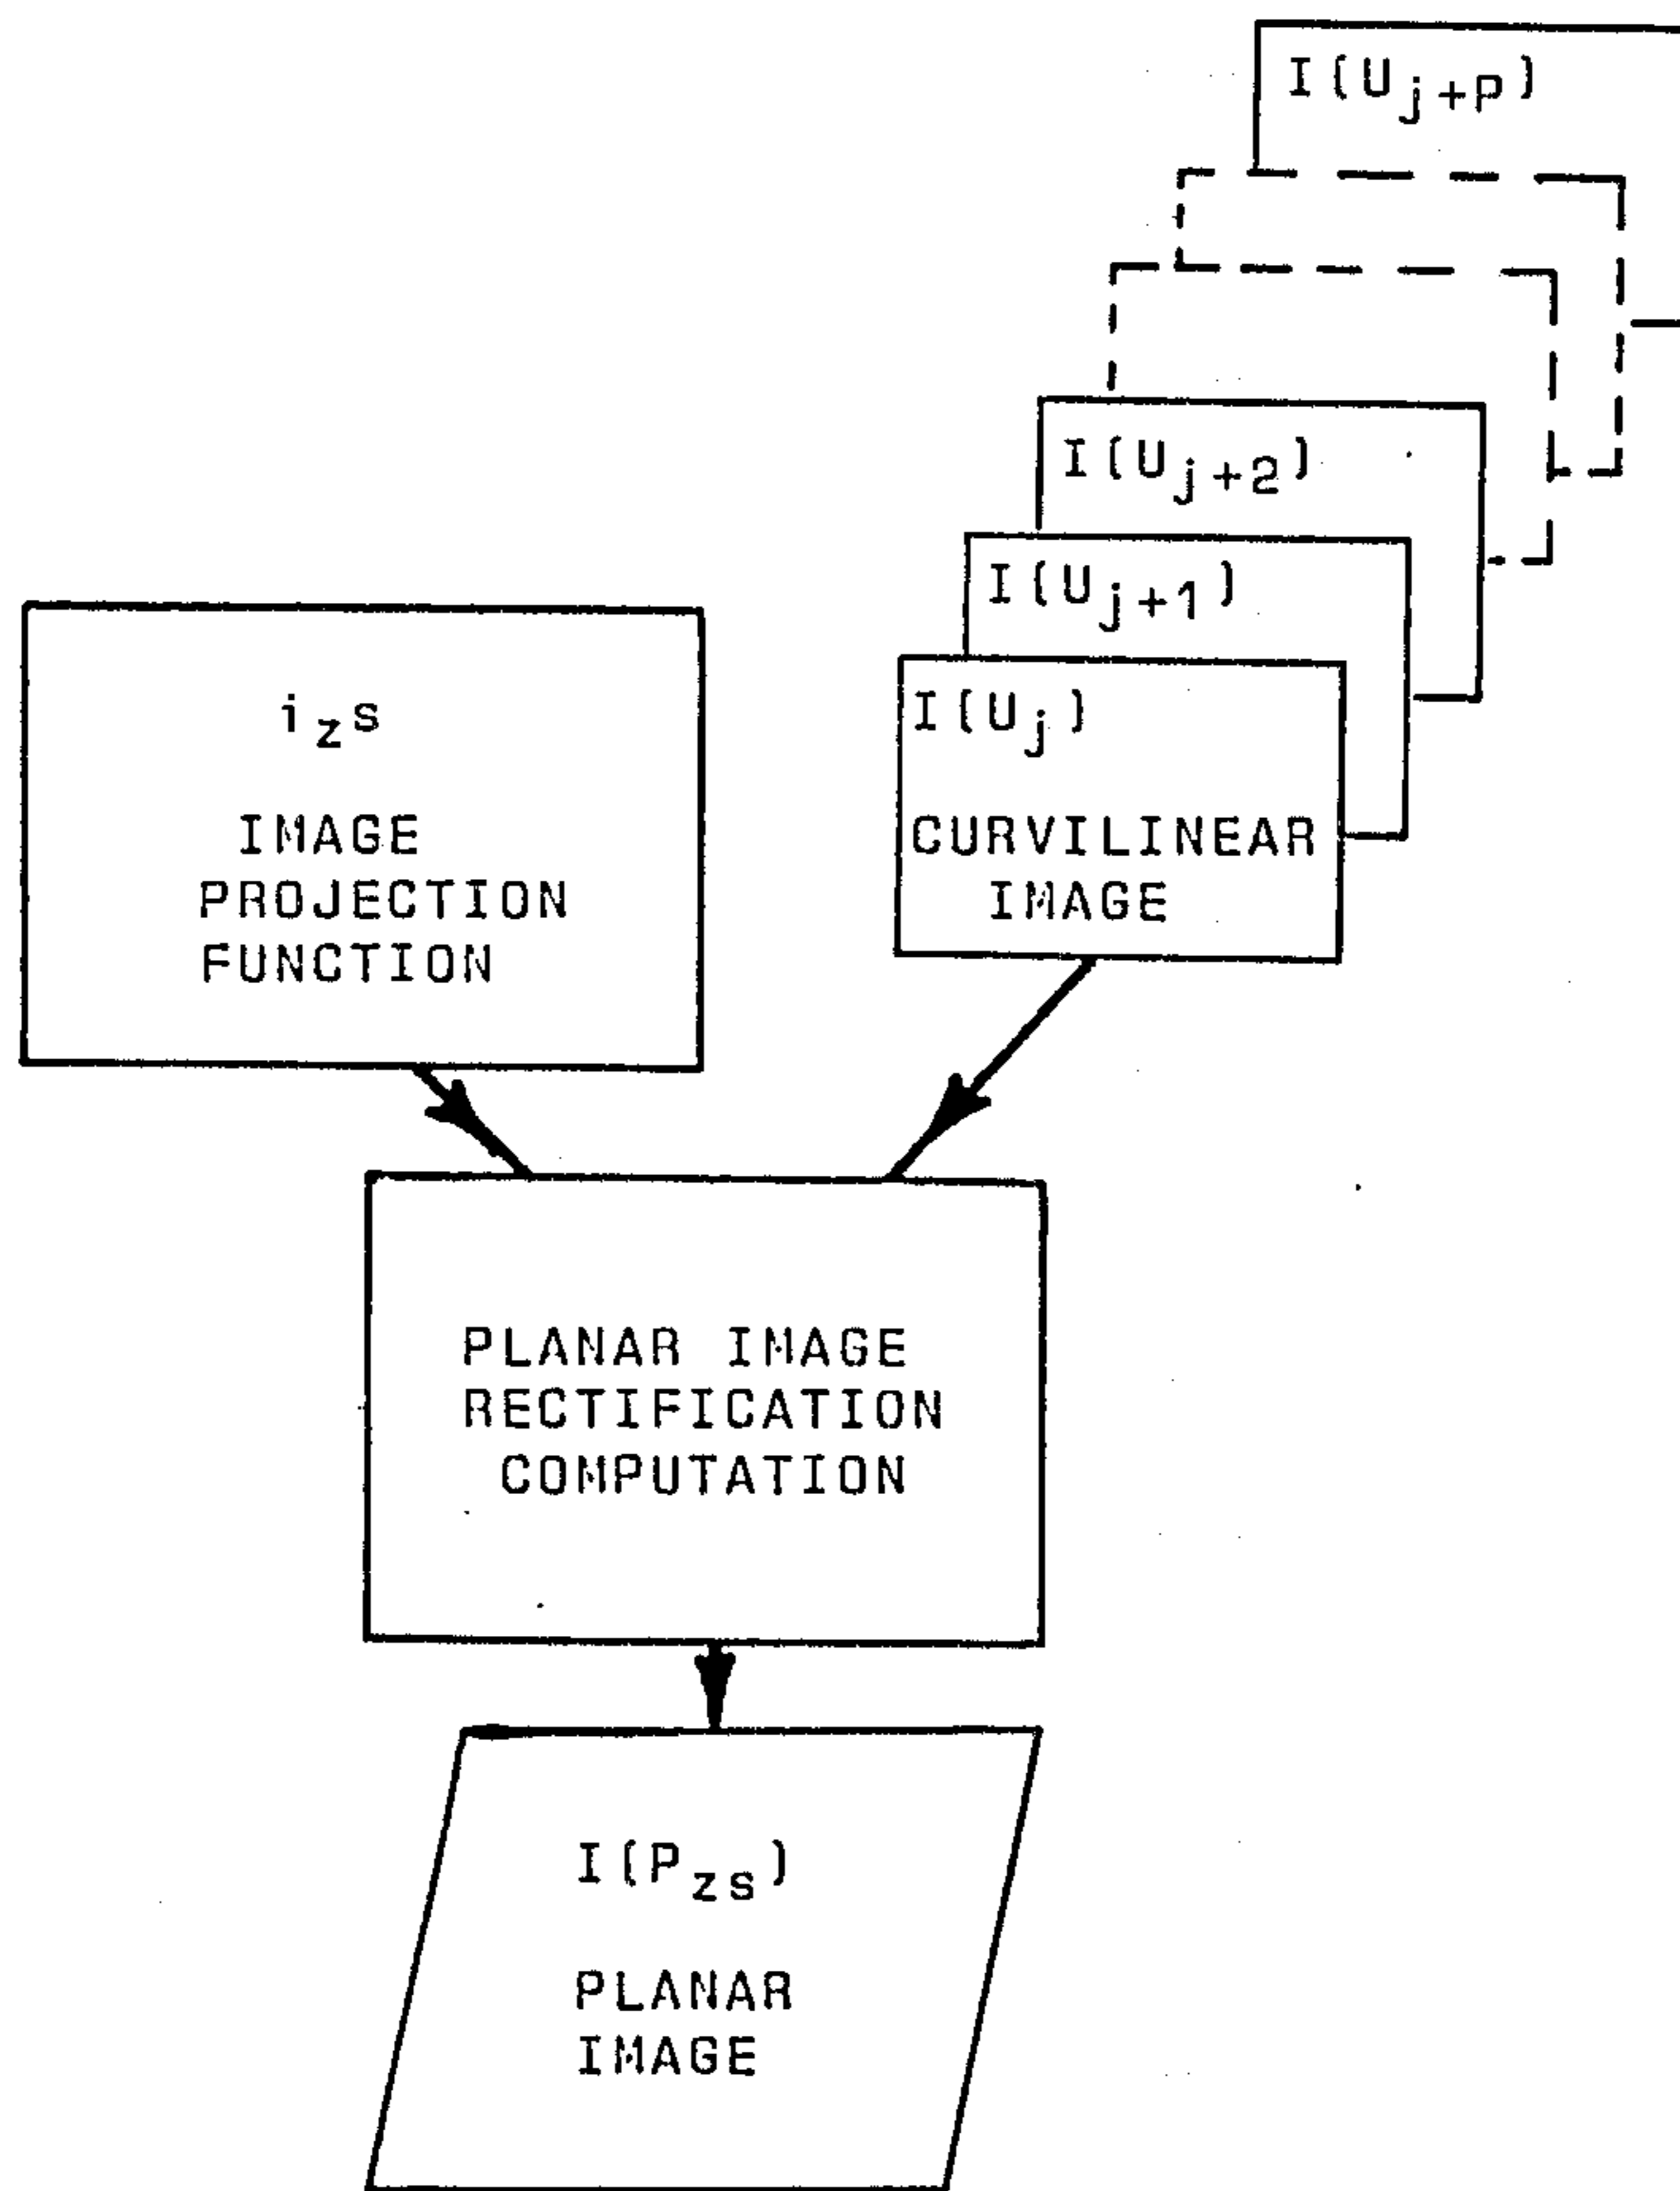 I(U_{j+P})
I(U_{j+2})
I(U_{j+1})
I(U_j)
CURVILINEAR
IMAGE
i_zs
IMAGE
PROJECTION
FUNCTION
PLANAR IMAGE
RECTIFICATION
COMPUTATION
I(P_{zs})
PLANAR
IMAGE